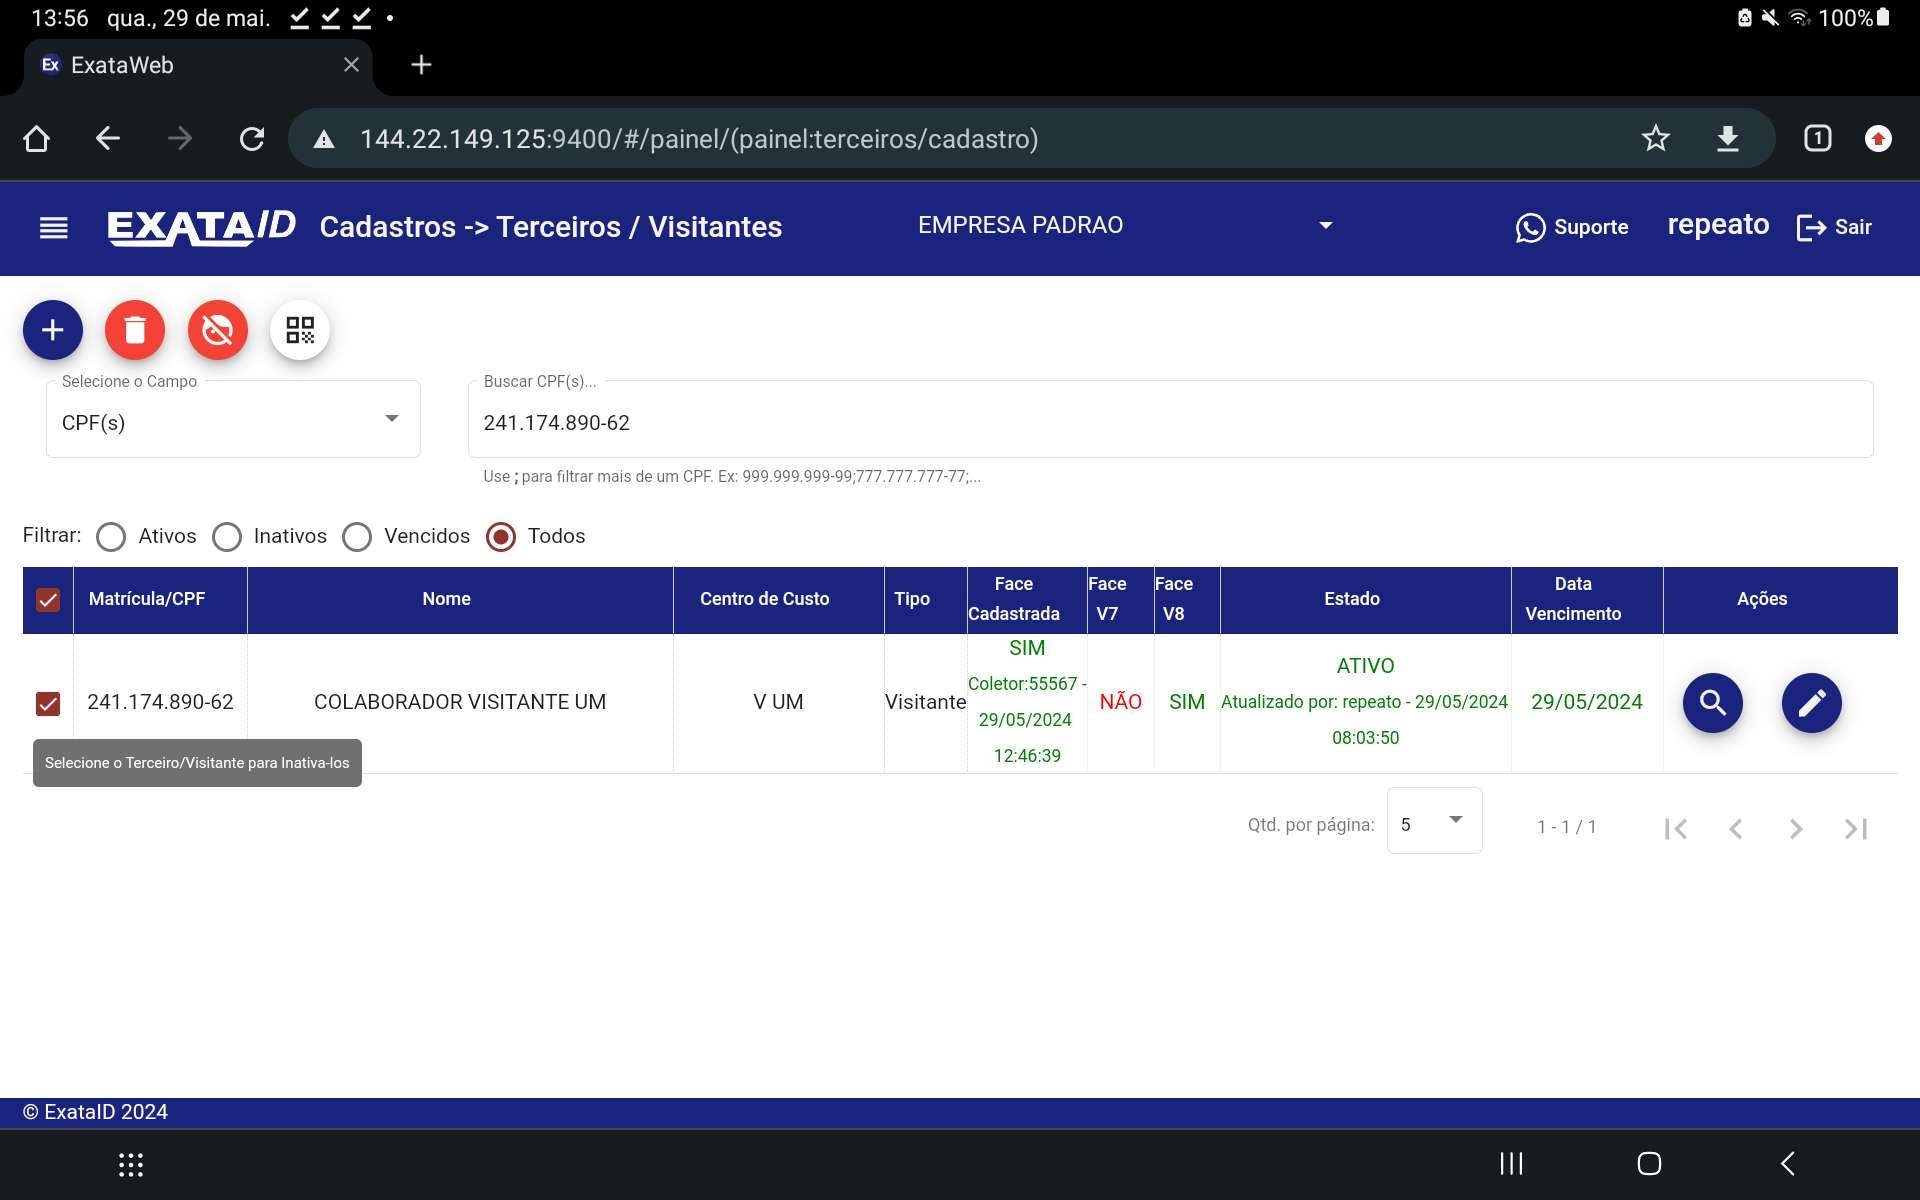 13:56 qua., 29 de mai. 100%
Ex ExataWeb
144.22.149.125:9400/#/painel/(painel:terceiros/cadastro) 1
EXATAID Cadastros -> Terceiros / Visitantes EMPRESA PADRAO Suporte repeato Sair
Selecione o Campo
CPF(s)
Buscar CPF(s)...
241.174.890-62
Use ; para filtrar mais de um CPF. Ex: 999.999.999-99;777.777.777-77;...
Filtrar: Ativos Inativos Vencidos Todos
Matrícula/CPF Nome Centro de Custo Tipo Face Cadastrada Face V7 Face V8 Estado Data Vencimento Ações
241.174.890-62 COLABORADOR VISITANTE UM V UM Visitante
SIM
Coletor:55567 -
29/05/2024
12:46:39
NÃO SIM
ATIVO
Atualizado por: repeato - 29/05/2024
08:03:50
29/05/2024
Selecione o Terceiro/Visitante para Inativa-los
Qtd. por página: 5 1 - 1 / 1
© ExataID 2024